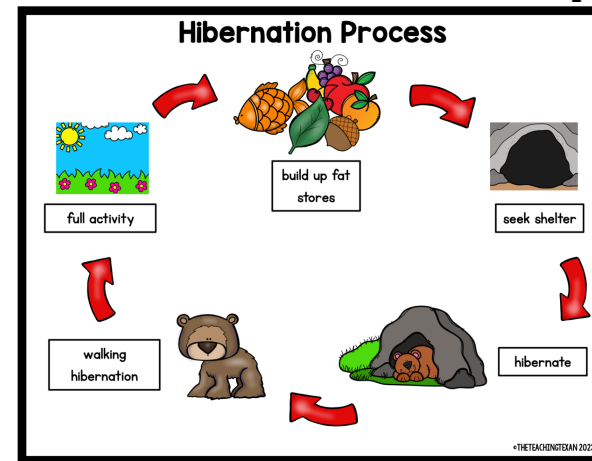 Hibernation Process
build up fat
stores
full activity
seek shelter
walking
hibernation
hibernate
©THETEACHINGTEXAN 202